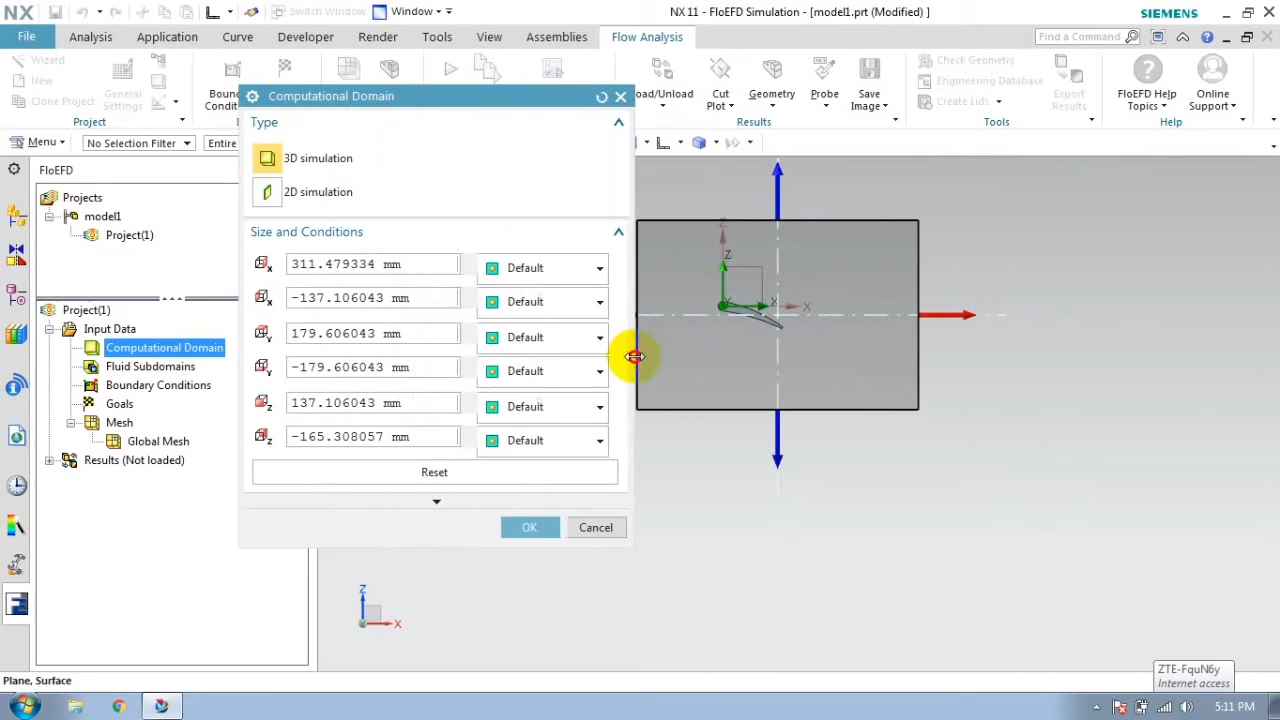 NX
Switch Window
Window
NX 11 - FloEFD Simulation - [model1.prt (Modified) ]
SIEMENS
File
Analysis
Application
Curve
Developer
Render
Tools
View
Assemblies
Flow Analysis
Find a Command
Wizard
New
Clone Project
General
Settings
Project
Boundary
oad/Unload
Cut
Plot
Geometry
Probe
Save
Image
Results
Check Geometry
Engineering Database
Create Lids
Export
Results
Tools
FloEFD Help
Topics
Online
Support
Help
Menu
No Selection Filter
Entire
FloEFD
Projects
model1
Project(1)
Project(1)
Input Data
Computational Domain
Fluid Subdomains
Boundary Conditions
Goals
Mesh
Global Mesh
Results (Not loaded)
Computational Domain
Type
3D simulation
2D simulation
Size and Conditions
X 311.479334 mm Default
X -137.106043 mm Default
Y 179.606043 mm Default
Y -179.606043 mm Default
Z 137.106043 mm Default
Z -165.308057 mm Default
Reset
OK
Cancel
Z
Z
Y
X
X
Z
X
Plane, Surface
ZTE-FquN6y
Internet access
5:11 PM